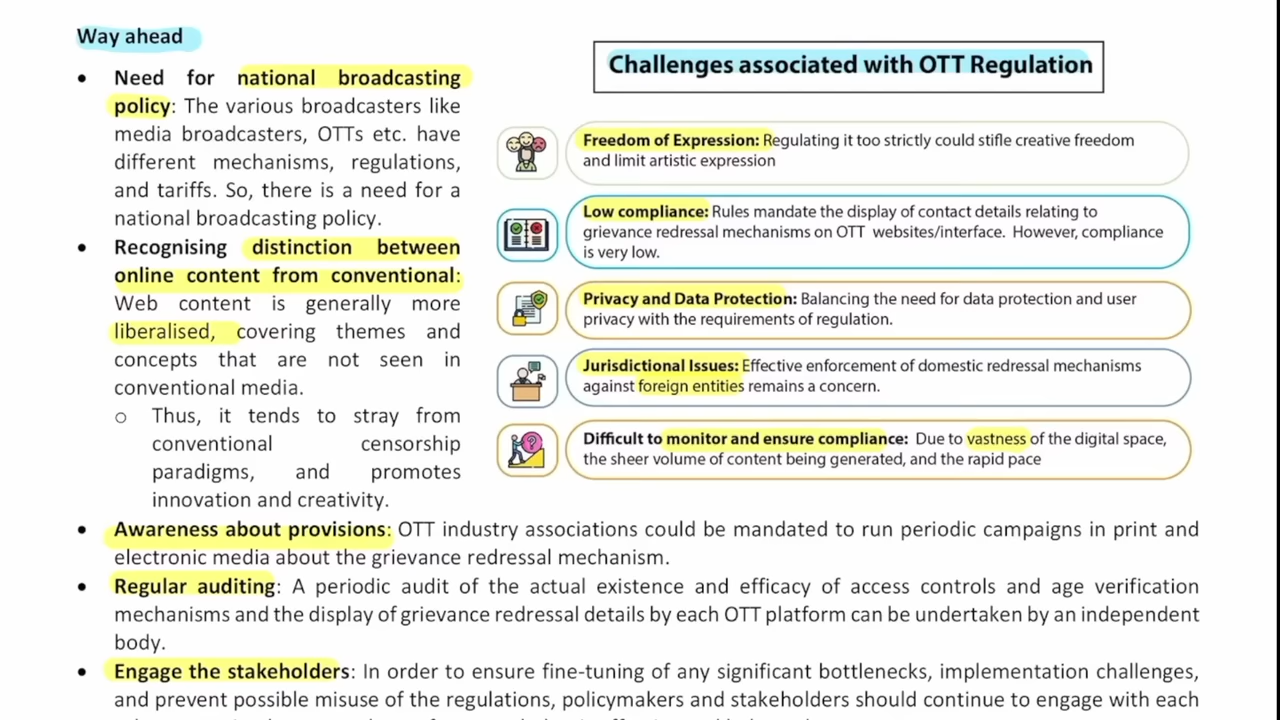 Way ahead
• Need for national broadcasting
policy: The various broadcasters like
media broadcasters, OTTs etc. have
different mechanisms, regulations,
and tariffs. So, there is a need for a
national broadcasting policy.
• Recognising distinction between
online content from conventional:
Web content is generally more
liberalised, covering themes and
concepts that are not seen in
conventional media.
o Thus, it tends to stray from
conventional censorship
paradigms, and promotes
innovation and creativity.
Challenges associated with OTT Regulation
Freedom of Expression: Regulating it too strictly could stifle creative freedom
and limit artistic expression
Low compliance: Rules mandate the display of contact details relating to
grievance redressal mechanisms on OTT websites/interface. However, compliance
is very low.
Privacy and Data Protection: Balancing the need for data protection and user
privacy with the requirements of regulation.
Jurisdictional Issues: Effective enforcement of domestic redressal mechanisms
against foreign entities remains a concern.
Difficult to monitor and ensure compliance: Due to vastness of the digital space,
the sheer volume of content being generated, and the rapid pace
• Awareness about provisions: OTT industry associations could be mandated to run periodic campaigns in print and
electronic media about the grievance redressal mechanism.
• Regular auditing: A periodic audit of the actual existence and efficacy of access controls and age verification
mechanisms and the display of grievance redressal details by each OTT platform can be undertaken by an independent
body.
• Engage the stakeholders: In order to ensure fine-tuning of any significant bottlenecks, implementation challenges,
and prevent possible misuse of the regulations, policymakers and stakeholders should continue to engage with each